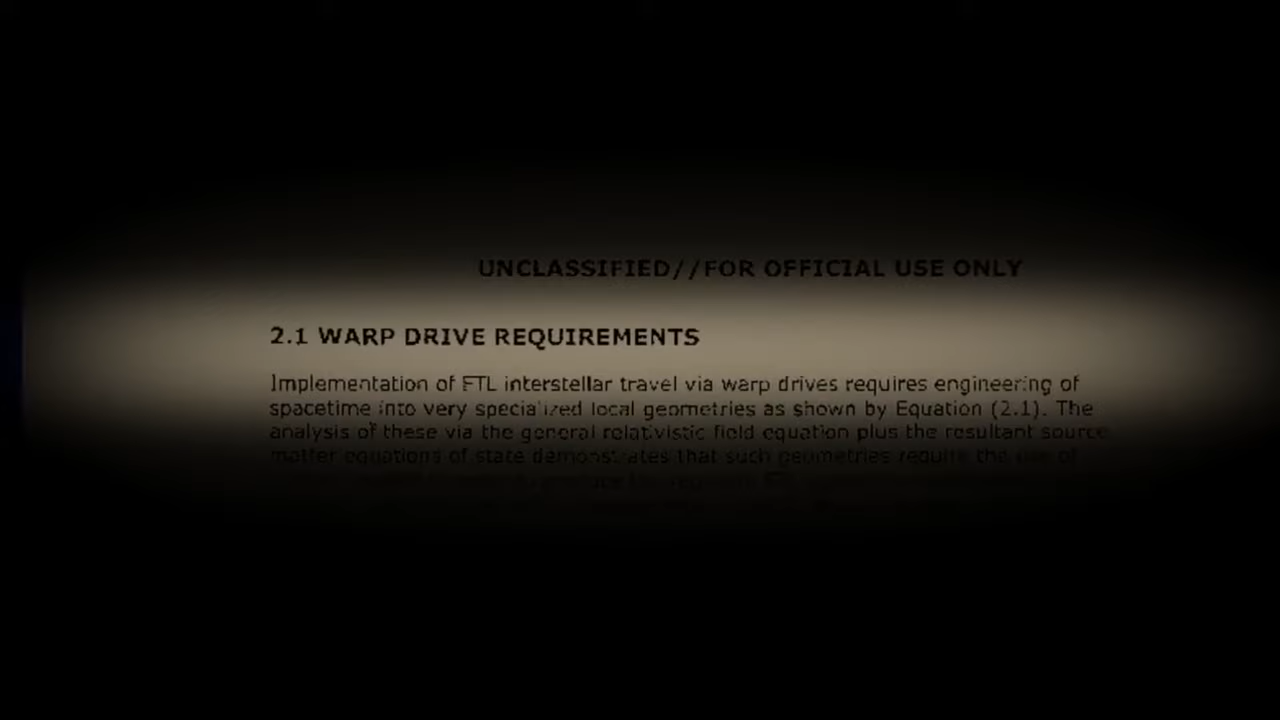 UNCLASSIFIED//FOR OFFICIAL USE ONLY
2.1 WARP DRIVE REQUIREMENTS
Implementation of FTL interstellar travel via warp drives requires engineering of
spacetime into very specialized local geometries as shown by Equation (2.1). The
analysis of these via the general relativistic field equation plus the resultant source
matter equations of state demonstrates that such geometries require the use of